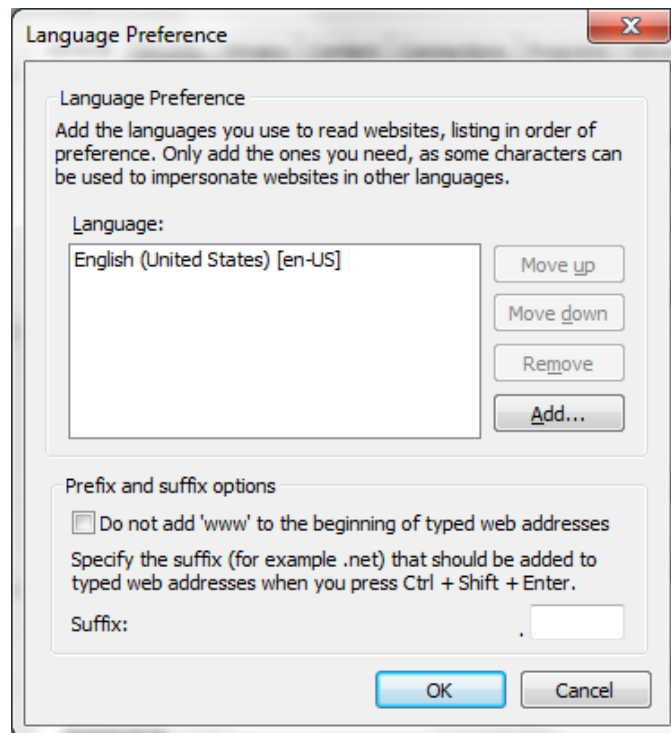 Language Preference
Language Preference
Add the languages you use to read websites, listing in order of
preference. Only add the ones you need, as some characters can
be used to impersonate websites in other languages.
Language:
English (United States) [en-US]
Move up
Move down
Remove
Add...
Prefix and suffix options
Do not add 'www' to the beginning of typed web addresses
Specify the suffix (for example .net) that should be added to
typed web addresses when you press Ctrl + Shift + Enter.
Suffix: .
OK Cancel